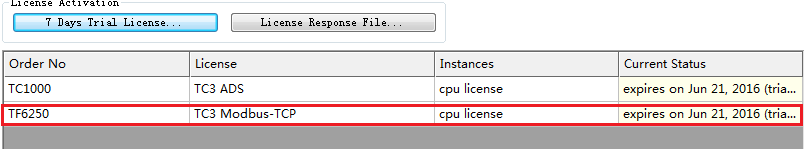 License Activation
7 Days Trial License...
License Response File...
Order No License Instances Current Status
TC1000 TC3 ADS cpu license expires on Jun 21, 2016 (tria...
TF6250 TC3 Modbus-TCP cpu license expires on Jun 21, 2016 (tria...